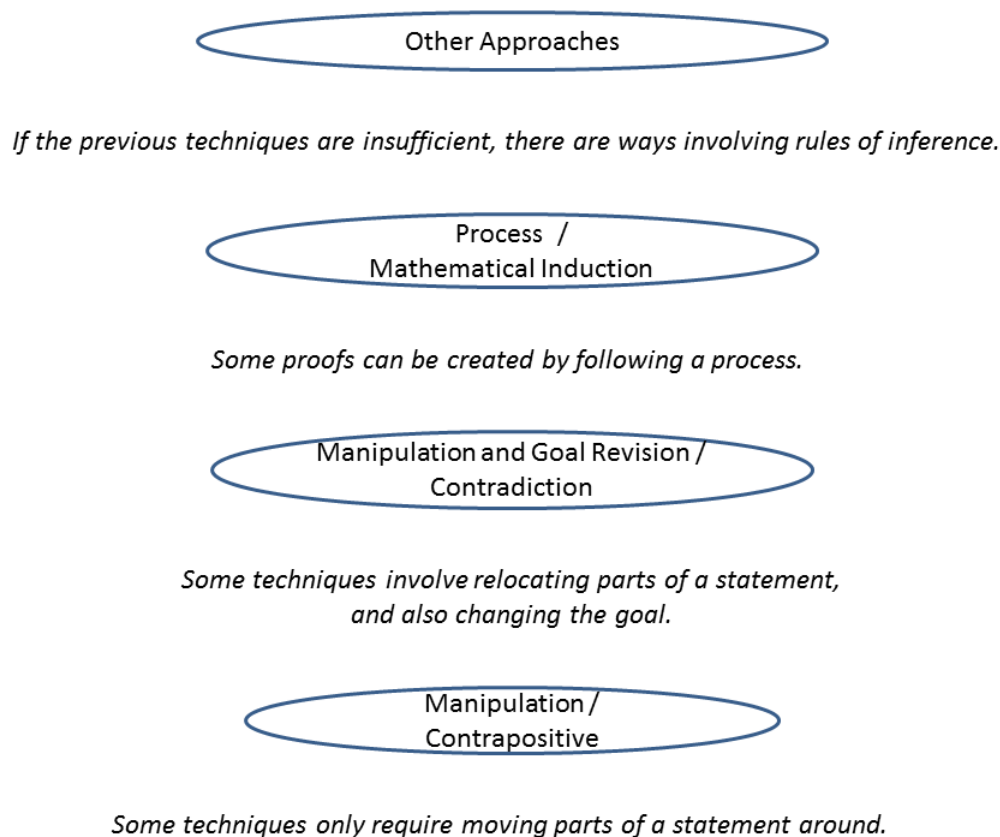 Other Approaches
If the previous techniques are insufficient, there are ways involving rules of inference.
Process /
Mathematical Induction
Some proofs can be created by following a process.
Manipulation and Goal Revision /
Contradiction
Some techniques involve relocating parts of a statement,
and also changing the goal.
Manipulation /
Contrapositive
Some techniques only require moving parts of a statement around.